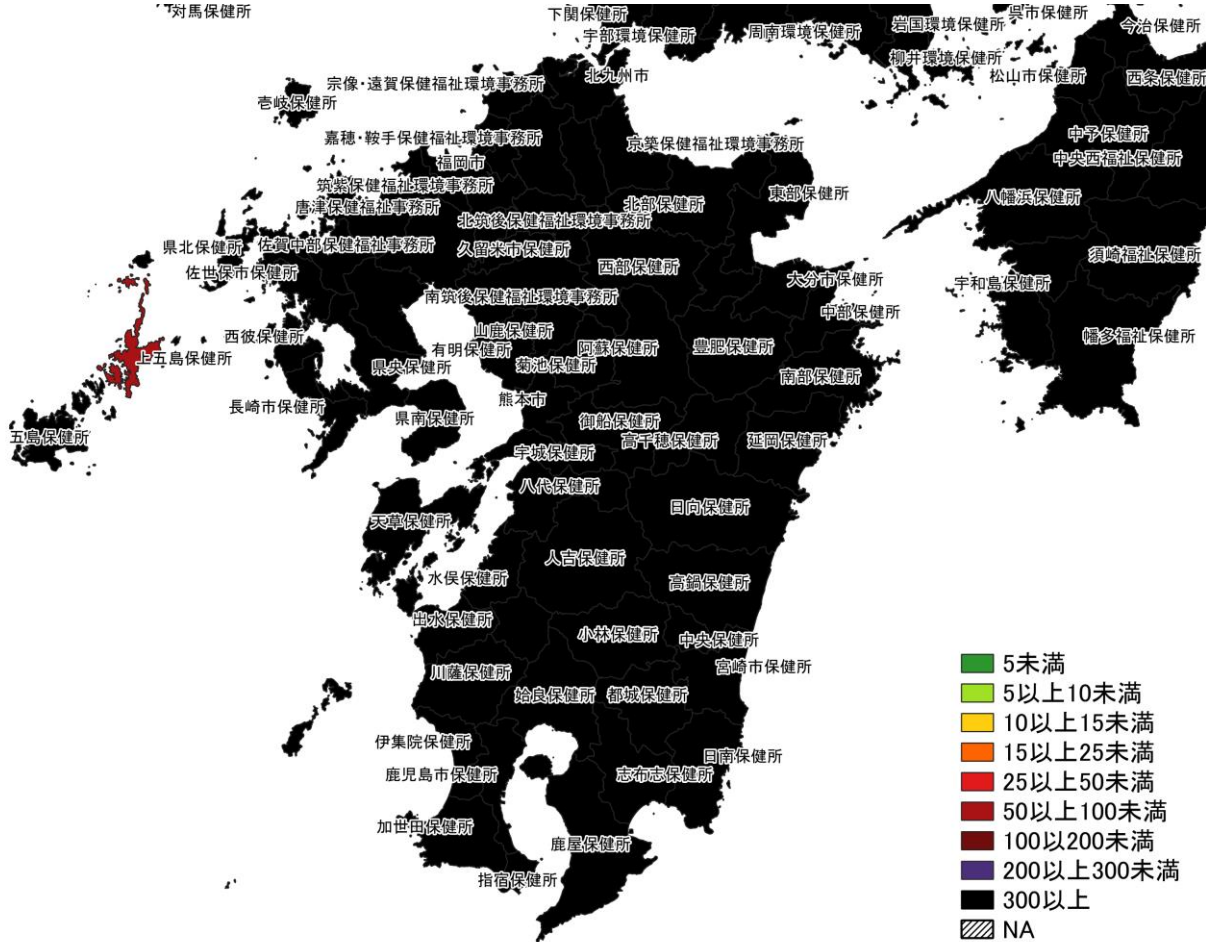 対馬保健所
下関保健所
宇部環境保健所
周南環境保健所
岩国環境保健所
呉市保健所
今治保健所
柳井環境保健所
松山市保健所
西条保健所
北九州市
宗像・遠賀保健福祉環境事務所
壱岐保健所
嘉穂・鞍手保健福祉環境事務所
京築保健福祉環境事務所
中予保健所
中央西福祉保健所
福岡市
筑紫保健福祉環境事務所
東部保健所
八幡浜保健所
唐津保健福祉事務所
北部保健所
北筑後保健福祉環境事務所
県北保健所
佐賀中部保健福祉事務所
久留米市保健所
西部保健所
須崎福祉保健所
佐世保市保健所
大分市保健所
宇和島保健所
南筑後保健福祉環境事務所
中部保健所
西彼保健所
山鹿保健所
幡多福祉保健所
上五島保健所
有明保健所
阿蘇保健所
豊肥保健所
県央保健所
菊池保健所
南部保健所
長崎市保健所
熊本市
県南保健所
御船保健所
五島保健所
高千穂保健所
延岡保健所
宇城保健所
八代保健所
天草保健所
日向保健所
人吉保健所
水俣保健所
高鍋保健所
出水保健所
小林保健所
中央保健所
宮崎市保健所
川薩保健所
姶良保健所
都城保健所
伊集院保健所
日南保健所
鹿児島市保健所
志布志保健所
加世田保健所
鹿屋保健所
指宿保健所
5未満
5以上10未満
10以上15未満
15以上25未満
25以上50未満
50以上100未満
100以200未満
200以上300未満
300以上
NA